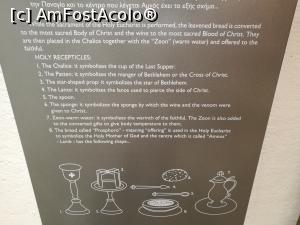 [c] AmFostAcolo®
την Παναγία και το κέντρο που λέγεται Αμνός έχει το εξής σχήμα..
While the Sacrament of the Holy Eucharist is performed, the leavened bread is converted
to the most sacred Body of Christ and the wine to the most sacred Blood of Christ. They
are then placed in the Chalice together with the "Zeon" (warm water) and offered to the
faithful.
HOLY RECEPTICLES:
1. The Chalice: it symbolizes the cup of the Last Supper.
2. The Patten: it symbolizes the manger of Bethlehem or the Cross of Christ.
3. The star-shaped prop: it symbolizes the star of Bethlehem.
4. The Lance: it symbolizes the lance used to pierce the side of Christ.
5. The spoon.
6. The sponge: it symbolizes the sponge by which the wine and the venom were
given to Christ.
7. Zeon-warm water: it symbolizes the warmth of the faithful. The Zeon is also added
to the converted gifts to give body temperature to them.
8. The bread called "Prosphoro" - meaning "offering" is used in the Holy Eucharist
to symbolize the Holy Mother of God and the centre which is called "Amnos"
- Lamb - has the following shape...